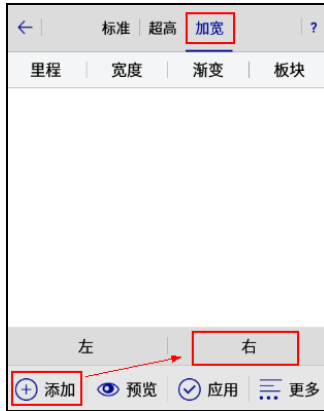 标准 超高 加宽 ?
里程 宽度 渐变 板块
左 右
添加 预览 应用 更多